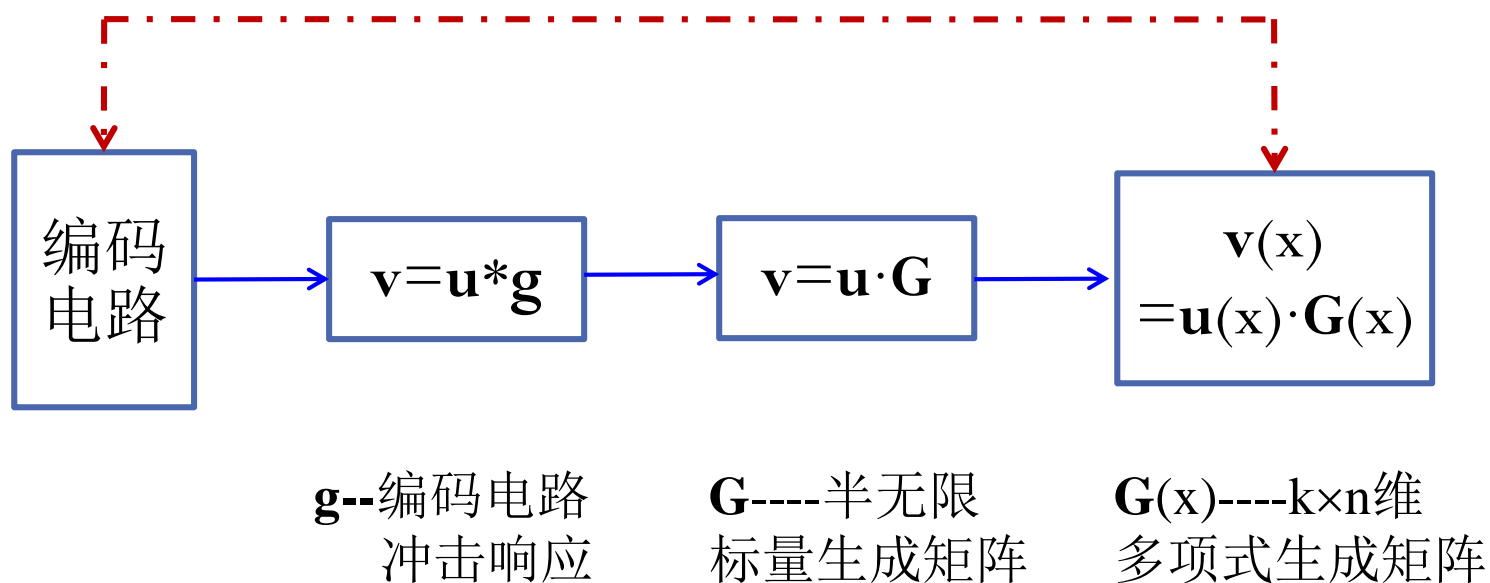 编码
电路
v=u*g
v=u·G
v(x)
=u(x)·G(x)
g--编码电路
冲击响应
G----半无限
标量生成矩阵
G(x)----k×n维
多项式生成矩阵